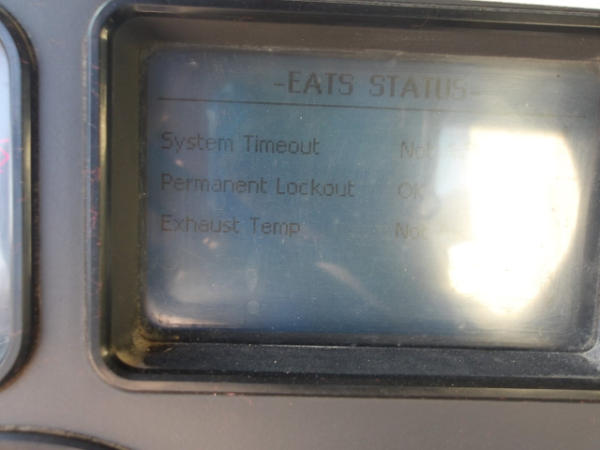 -EATS STATUS-
System Timeout Not
Permanent Lockout OK
Exhaust Temp Not